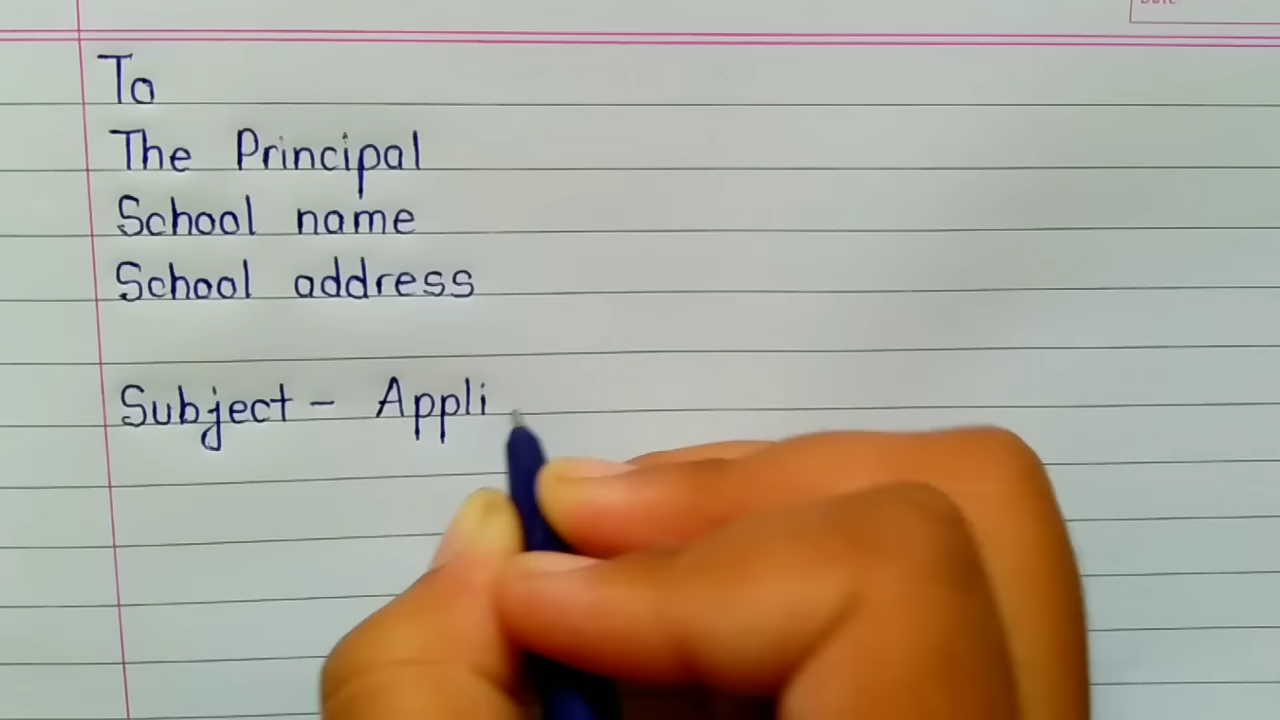 To
The Principal
School name
School address
Subject - Appli